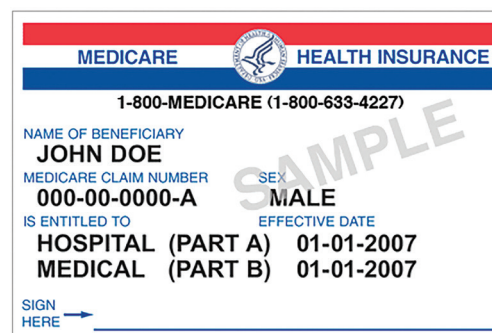 MEDICARE HEALTH INSURANCE
1-800-MEDICARE (1-800-633-4227)
NAME OF BENEFICIARY
JOHN DOE
MEDICARE CLAIM NUMBER SEX
000-00-0000-A MALE
IS ENTITLED TO EFFECTIVE DATE
HOSPITAL (PART A) 01-01-2007
MEDICAL (PART B) 01-01-2007
SIGN
HERE
SAMPLE